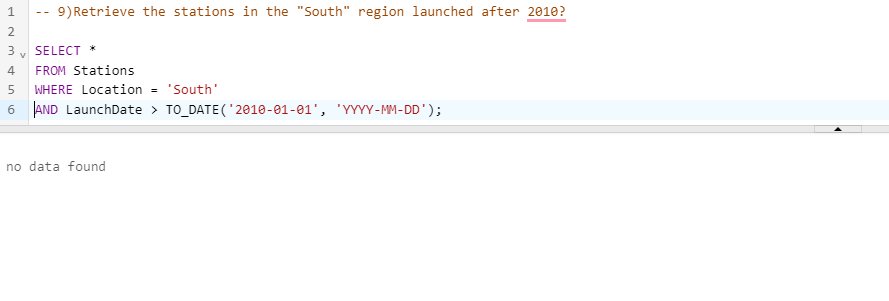 1 -- 9)Retrieve the stations in the "South" region launched after 2010?
2
3 SELECT *
4 FROM Stations
5 WHERE Location = 'South'
6 AND LaunchDate > TO_DATE('2010-01-01', 'YYYY-MM-DD');
no data found